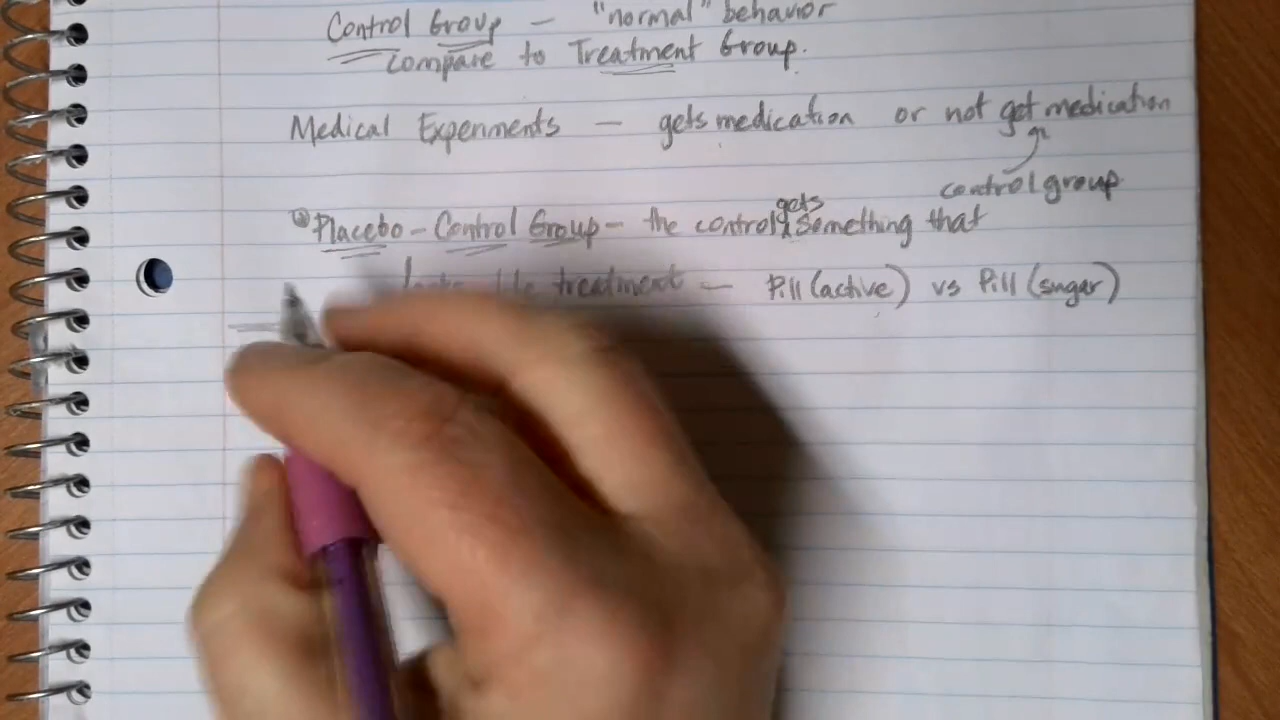 Control Group – "normal" behavior
compare to Treatment Group.
Medical Experiments – gets medication or not get medication
control group
Placebo - Control Group - the control gets something that
treatment – Pill (active) vs Pill (sugar)